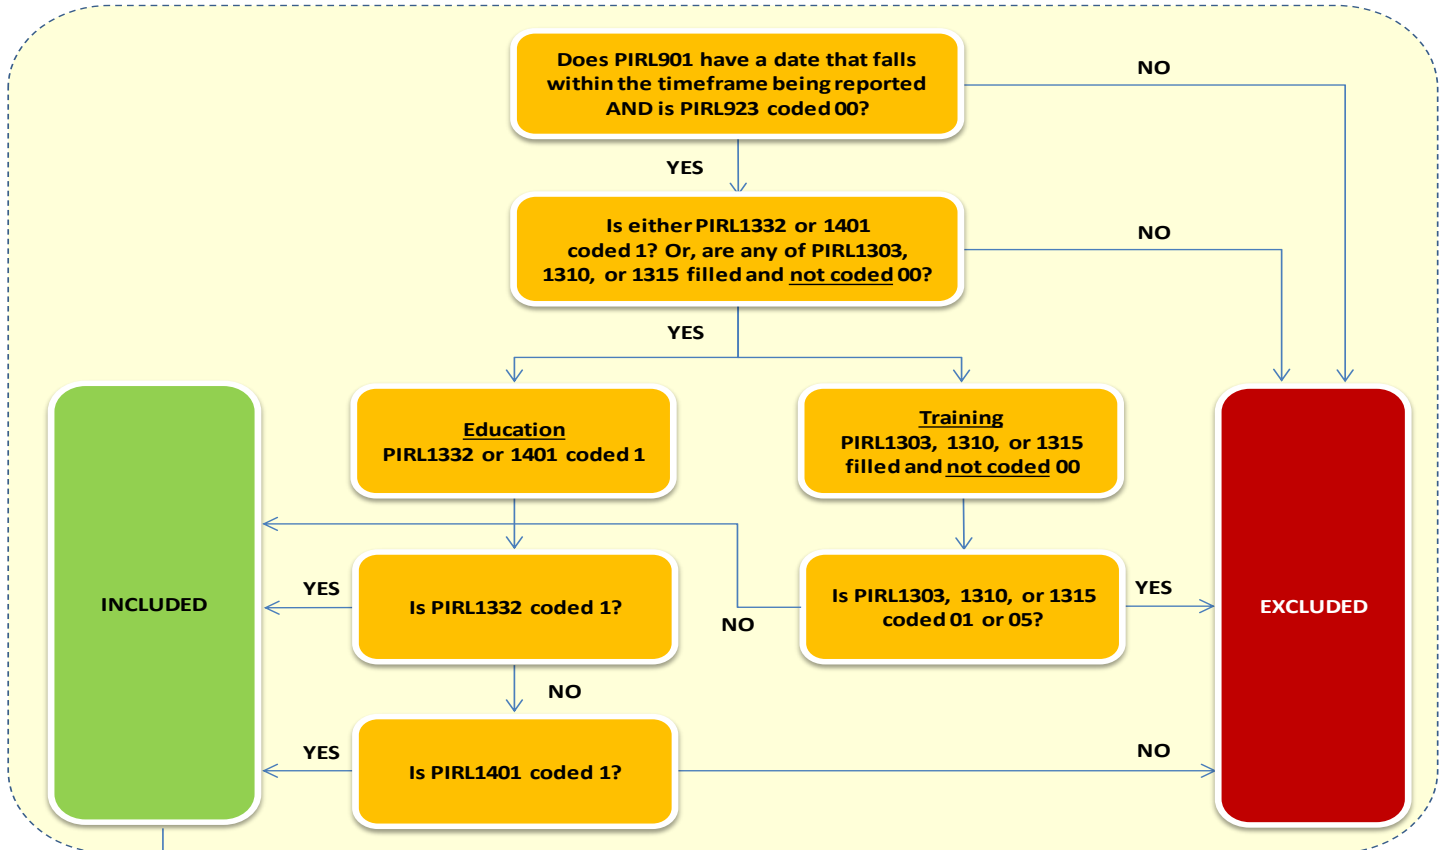 Does PIRL901 have a date that falls
within the timeframe being reported
AND is PIRL923 coded 00?
NO
YES
Is either PIRL1332 or 1401
coded 1? Or, are any of PIRL1303,
1310, or 1315 filled and not coded 00?
NO
YES
Education
PIRL1332 or 1401 coded 1
Training
PIRL1303, 1310, or 1315
filled and not coded 00
INCLUDED
YES
Is PIRL1332 coded 1?
NO
Is PIRL1303, 1310, or 1315
coded 01 or 05?
YES
EXCLUDED
NO
YES
Is PIRL1401 coded 1?
NO